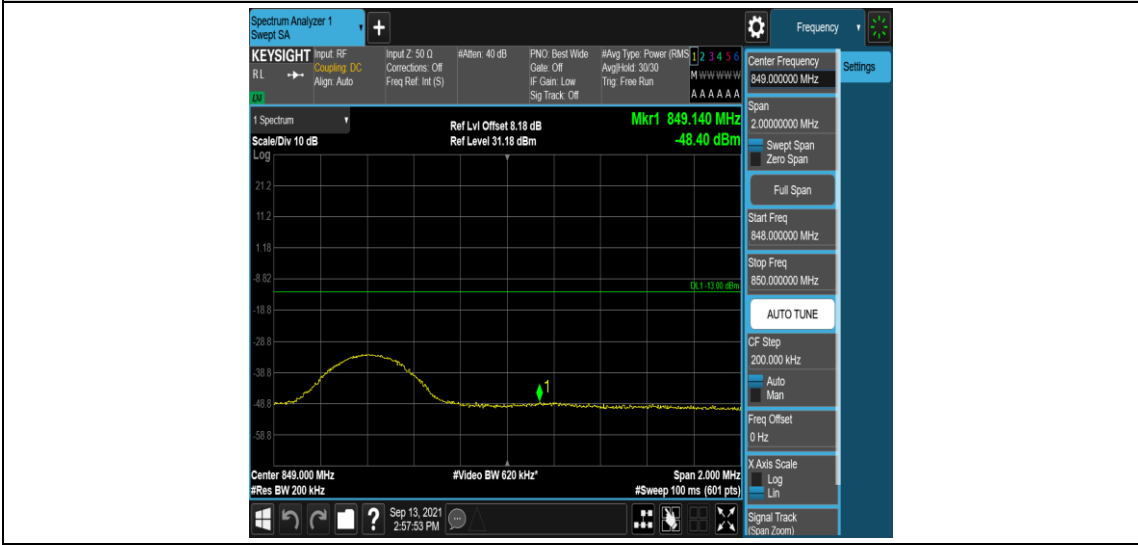 Spectrum Analyzer 1
Swept SA
+
Frequency
KEYSIGHT
RL
LM
Input: RF
Coupling: DC
Align: Auto
Input Z: 50 Ω
Corrections: Off
Freq Ref: Int (S)
#Atten: 40 dB
PNO: Best Wide
Gate: Off
IF Gain: Low
Sig Track: Off
#Avg Type: Power (RMS
Avg|Hold: 30/30
Trig: Free Run
1 2 3 4 5 6
M W W W W W
A A A A A A
1 Spectrum
Scale/Div 10 dB
Ref Lvl Offset 8.18 dB
Ref Level 31.18 dBm
Mkr1 849.140 MHz
-48.40 dBm
Log
21.2
11.2
1.18
-8.82
DL1 -13.00 dBm
-18.8
-28.8
-38.8
1
-48.8
-58.8
Center 849.000 MHz
#Video BW 620 kHz*
Span 2.000 MHz
#Res BW 200 kHz
#Sweep 100 ms (601 pts)
?
Sep 13, 2021
2:57:53 PM
Center Frequency
849.000000 MHz
Settings
Span
2.00000000 MHz
Swept Span
Zero Span
Full Span
Start Freq
848.000000 MHz
Stop Freq
850.000000 MHz
AUTO TUNE
CF Step
200.000 kHz
Auto
Man
Freq Offset
0 Hz
X Axis Scale
Log
Lin
Signal Track
(Span Zoom)